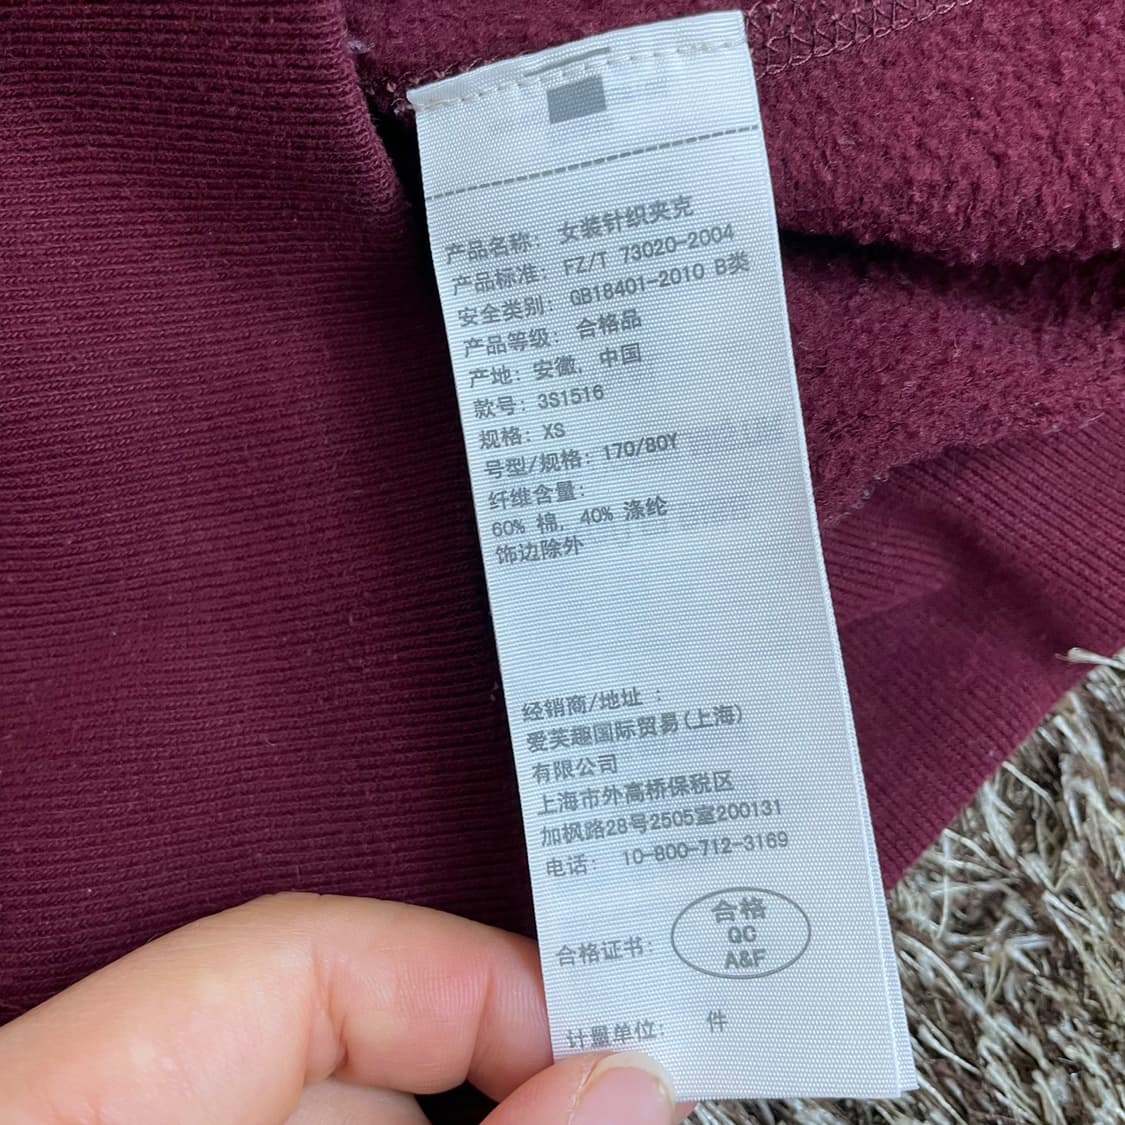 产品名称: 女装针织夹克
产品标准: FZ/T 73020-2004
安全类别: GB18401-2010 B类
产品等级: 合格品
产地: 安徽, 中国
款号: 3S1516
规格: XS
号型/规格: 170/80Y
纤维含量:
60% 棉, 40% 涤纶
饰边除外
经销商/地址 :
爱芙趣国际贸易(上海)
有限公司
上海市外高桥保税区
加枫路28号2505室200131
电话: 10-800-712-3169
合格证书:
合格
QC
A&F
计量单位: 件